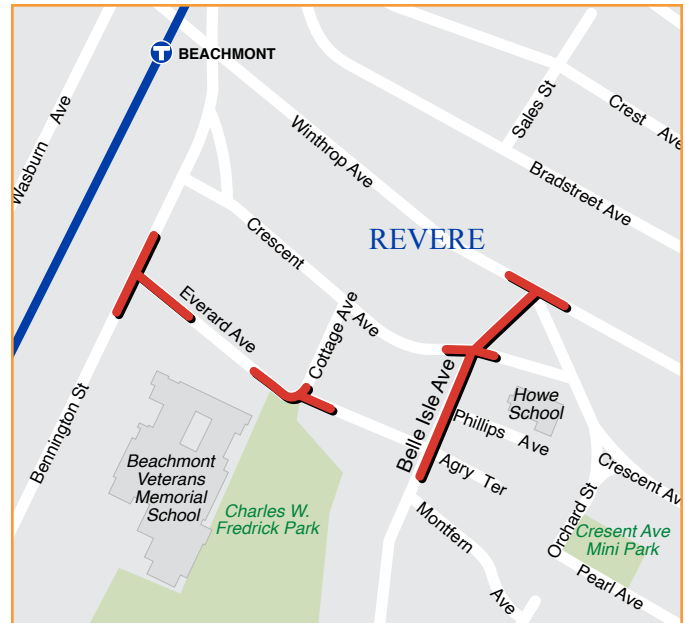 T BEACHMONT
Wasburn Ave
Winthrop Ave
Sales St
Crest Ave
Bradstreet Ave
REVERE
Crescent Ave
Everard Ave
Cottage Ave
Bennington St
Belle Isle Ave
Howe
School
Phillips Ave
Agry Ter
Beachmont
Veterans
Memorial
School
Charles W.
Fredrick Park
Montfern Ave
Orchard St
Crescent Av
Cresent Ave
Mini Park
Pearl Ave